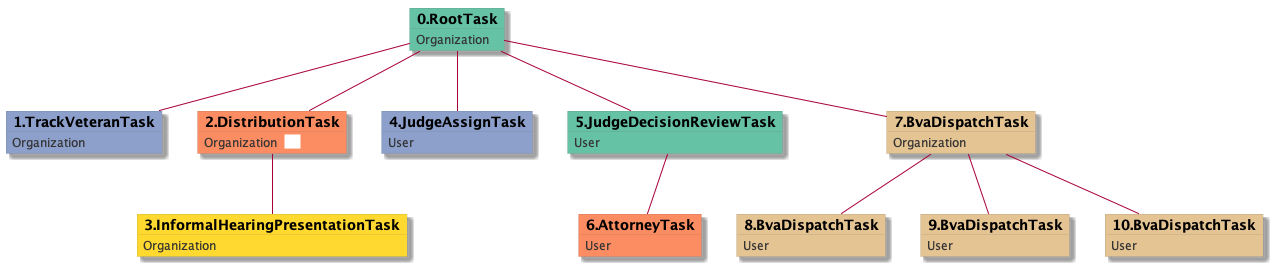 0.RootTask
Organization
1.TrackVeteranTask
Organization
2.DistributionTask
Organization
4.JudgeAssignTask
User
5.JudgeDecisionReviewTask
User
7.BvaDispatchTask
Organization
3.InformalHearingPresentationTask
Organization
6.AttorneyTask
User
8.BvaDispatchTask
User
9.BvaDispatchTask
User
10.BvaDispatchTask
User